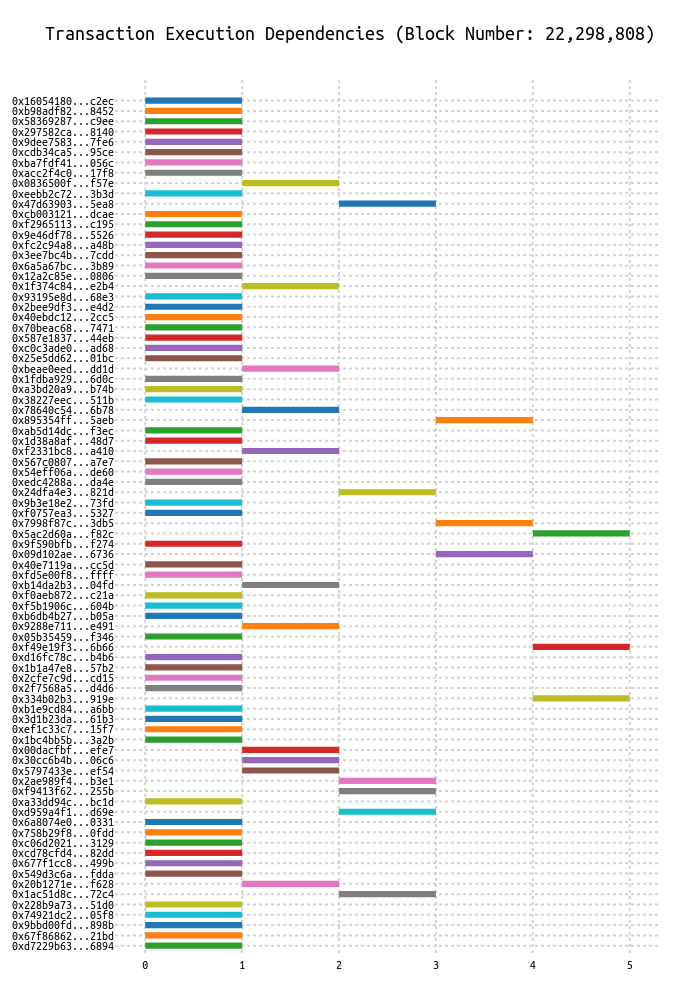 Transaction Execution Dependencies (Block Number: 22,298,808)
0x16054180...c2ec
0xb98adf82...8452
0x58369287...c9ee
0x297582ca...8140
0x9dee7583...7fe6
0xcdb34ca5...95ce
0xba7fdf41...056c
0xacc2f4c0...17f8
0x0836500f...f57e
0xeebb2c72...3b3d
0x47d63903...5ea8
0xcb003121...dcae
0xf2965113...c195
0x9e46df78...5526
0xfc2c94a8...a48b
0x3ee7bc4b...7cdd
0x6a5a67bc...3b89
0x12a2c85e...0806
0x1f374c84...e2b4
0x93195e8d...68e3
0x2bee9df3...e4d2
0x40ebdc12...2cc5
0x70beac68...7471
0x587e1837...44eb
0xc0c3ade0...ad68
0x25e5dd62...01bc
0xbeae0eed...dd1d
0x1fdba929...6d0c
0xa3bd20a9...b74b
0x38227eec...511b
0x78640c54...6b78
0x895354ff...5aeb
0xab5d14dc...f3ec
0x1d38a8af...48d7
0xf2331bc8...a410
0x567c0807...a7e7
0x54eff06a...de60
0xedc4288a...da4e
0x24dfa4e3...821d
0x9b3e18e2...73fd
0xf0757ea3...5327
0x7998f87c...3db5
0x5ac2d60a...f82c
0x9f590bfb...f274
0x09d102ae...6736
0x40e7119a...cc5d
0xfd5e00f8...ffff
0xb14da2b3...04fd
0xf0aeb872...c21a
0xf5b1906c...604b
0xb6db4b27...b05a
0x9288e711...e491
0x05b35459...f346
0xf49e19f3...6b66
0xd16fc78c...b4b6
0x1b1a47e8...57b2
0x2cfe7c9d...cd15
0x2f7568a5...d4d6
0x334b02b3...919e
0xb1e9cd84...a6bb
0x3d1b23da...61b3
0xef1c33c7...15f7
0x1bc4bb5b...3a2b
0x00dacfbf...efe7
0x30cc6b4b...06c6
0x5797433e...ef54
0x2ae989f4...b3e1
0xf9413f62...255b
0xa33dd94c...bc1d
0xd959a4f1...d69e
0x6a8074e0...0331
0x758b29f8...0fdd
0xc06d2021...3129
0xcd78cfd4...82dd
0x677f1cc8...499b
0x549d3c6a...fdda
0x20b1271e...f628
0x1ac51d8c...72c4
0x228b9a73...51d0
0x74921dc2...05f8
0x9bbd00fd...898b
0x67f86862...21bd
0xd7229b63...6894
0 1 2 3 4 5